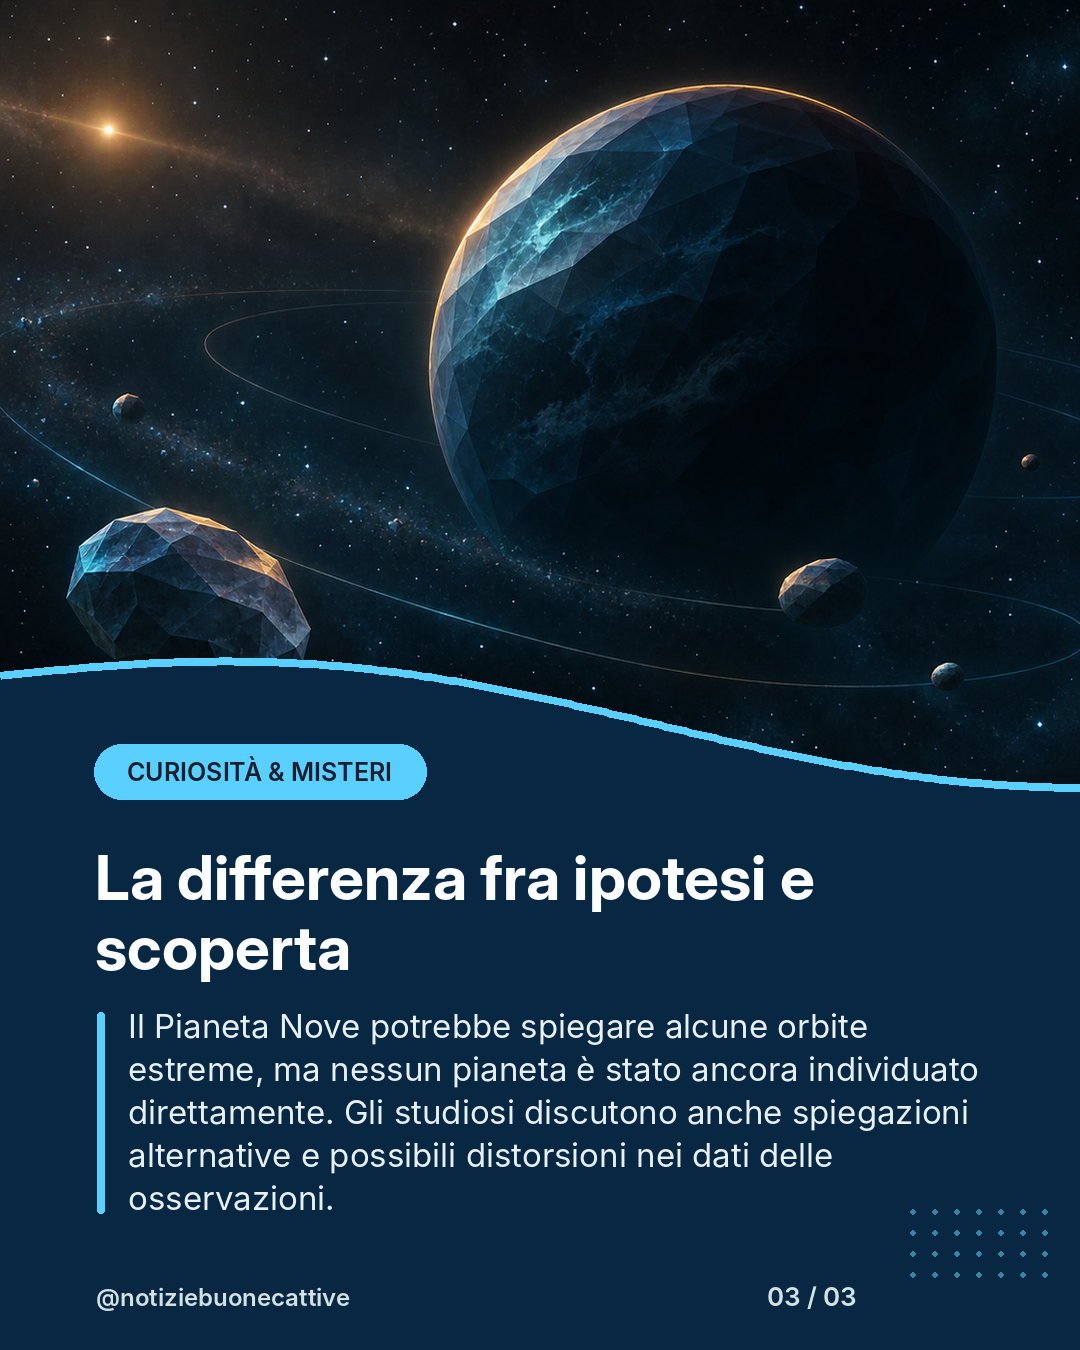 CURIOSITÀ & MISTERI
La differenza fra ipotesi e
scoperta
Il Pianeta Nove potrebbe spiegare alcune orbite
estreme, ma nessun pianeta è stato ancora individuato
direttamente. Gli studiosi discutono anche spiegazioni
alternative e possibili distorsioni nei dati delle
osservazioni.
@notiziebuonecattive
03 / 03